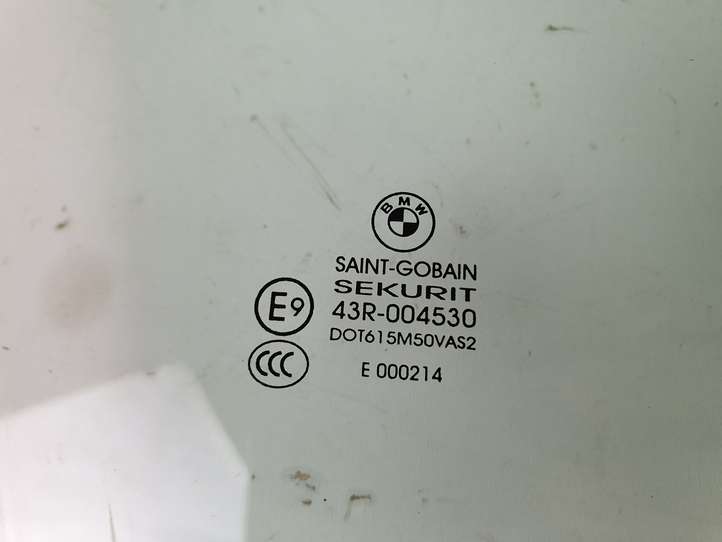 BMW
SAINT-GOBAIN
SEKURIT
E9 43R-004530
DOT615M50VAS2
CCC E 000214